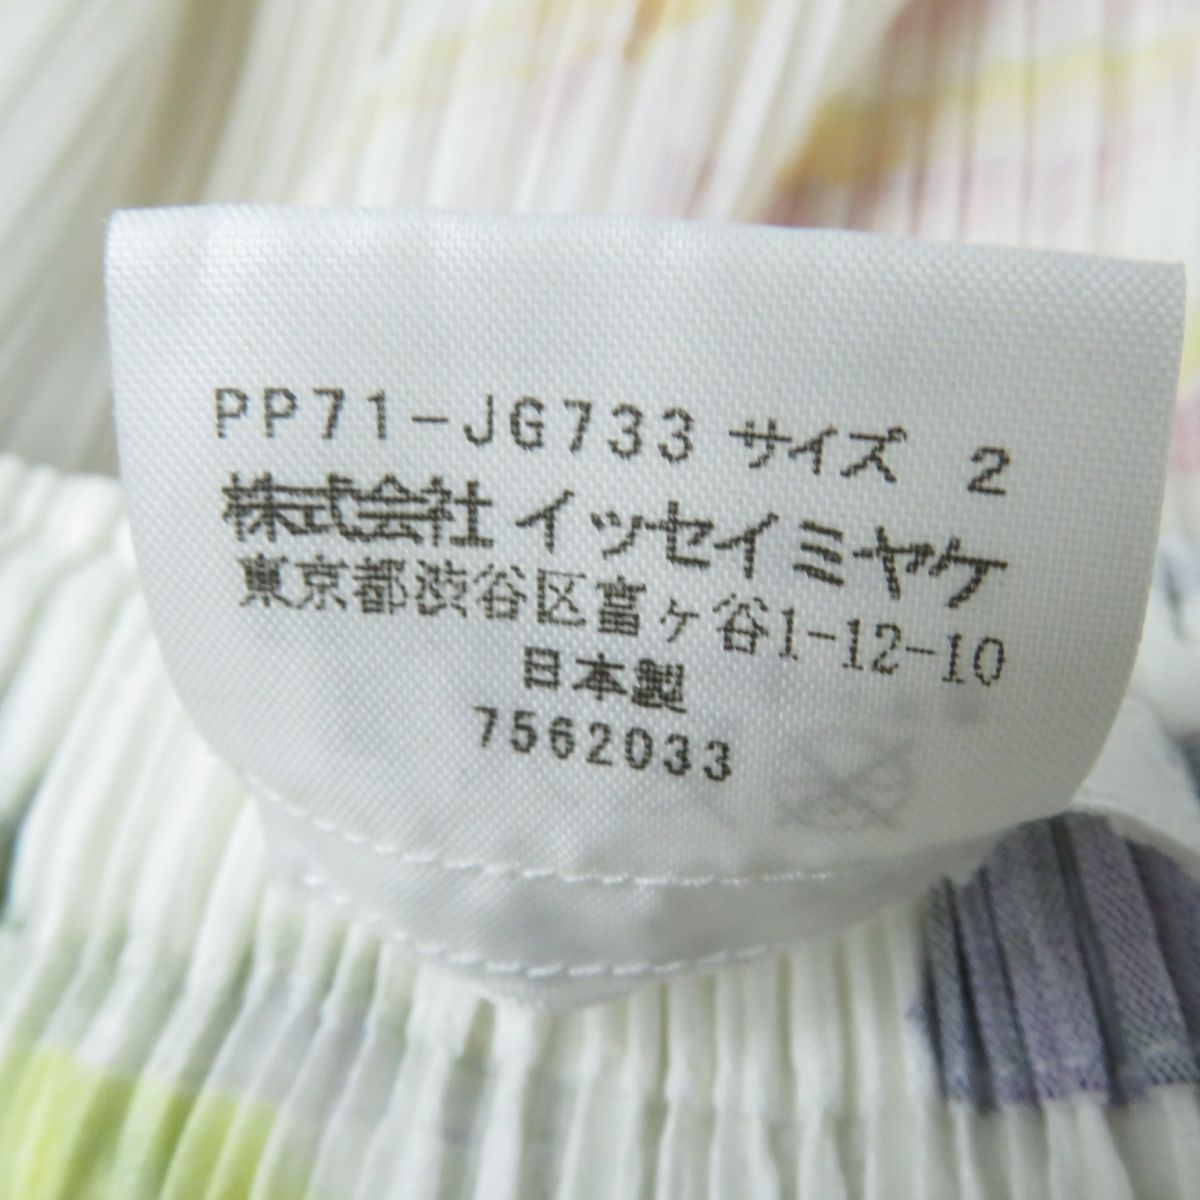 PP71-JG733 サイズ 2
株式会社 イッセイミヤケ
東京都渋谷区富ヶ谷1-12-10
日本製
7562033